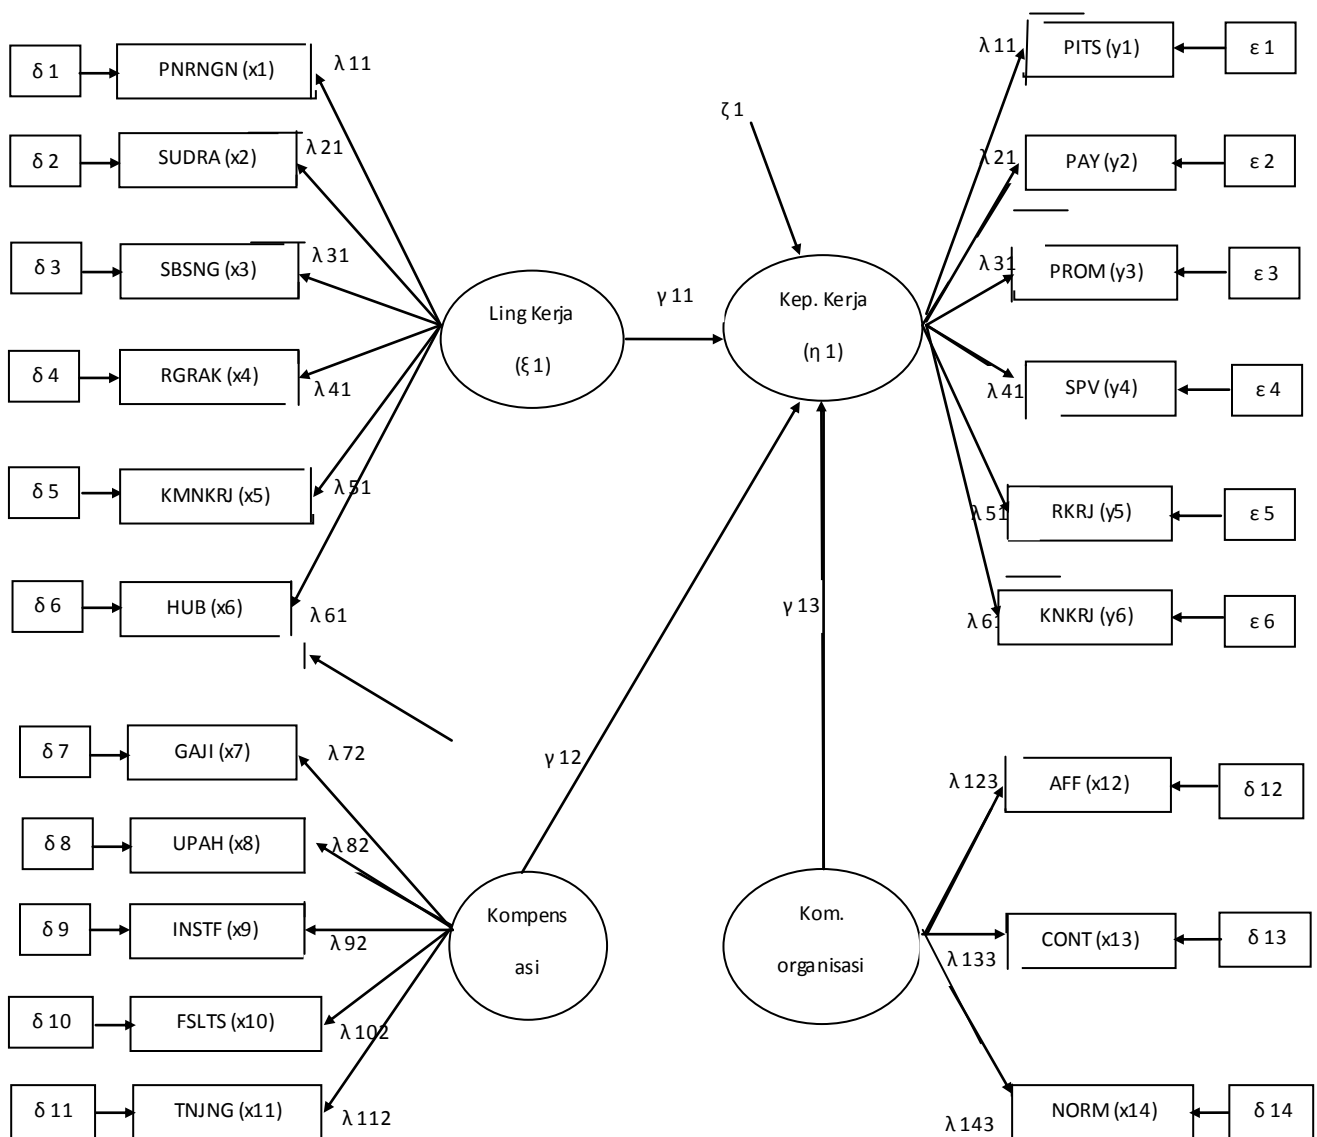 δ 1
PNRNGN (x1)
λ 11
δ 2
SUDRA (x2)
λ 21
δ 3
SBSNG (x3)
λ 31
δ 4
RGRAK (x4)
λ 41
δ 5
KMNKRJ (x5)
λ 51
δ 6
HUB (x6)
λ 61
Ling Kerja
(ξ 1)
γ 11
ζ 1
Kep. Kerja
(η 1)
λ 11
PITS (y1)
ε 1
λ 21
PAY (y2)
ε 2
λ 31
PROM (y3)
ε 3
λ 41
SPV (y4)
ε 4
λ 51
RKRJ (y5)
ε 5
λ 61
KNKRJ (y6)
ε 6
γ 12
γ 13
δ 7
GAJI (x7)
λ 72
δ 8
UPAH (x8)
λ 82
δ 9
INSTF (x9)
λ 92
δ 10
FSLTS (x10)
λ 102
δ 11
TNJNG (x11)
λ 112
Kompens
asi
Kom.
organisasi
λ 123
AFF (x12)
δ 12
λ 133
CONT (x13)
δ 13
λ 143
NORM (x14)
δ 14